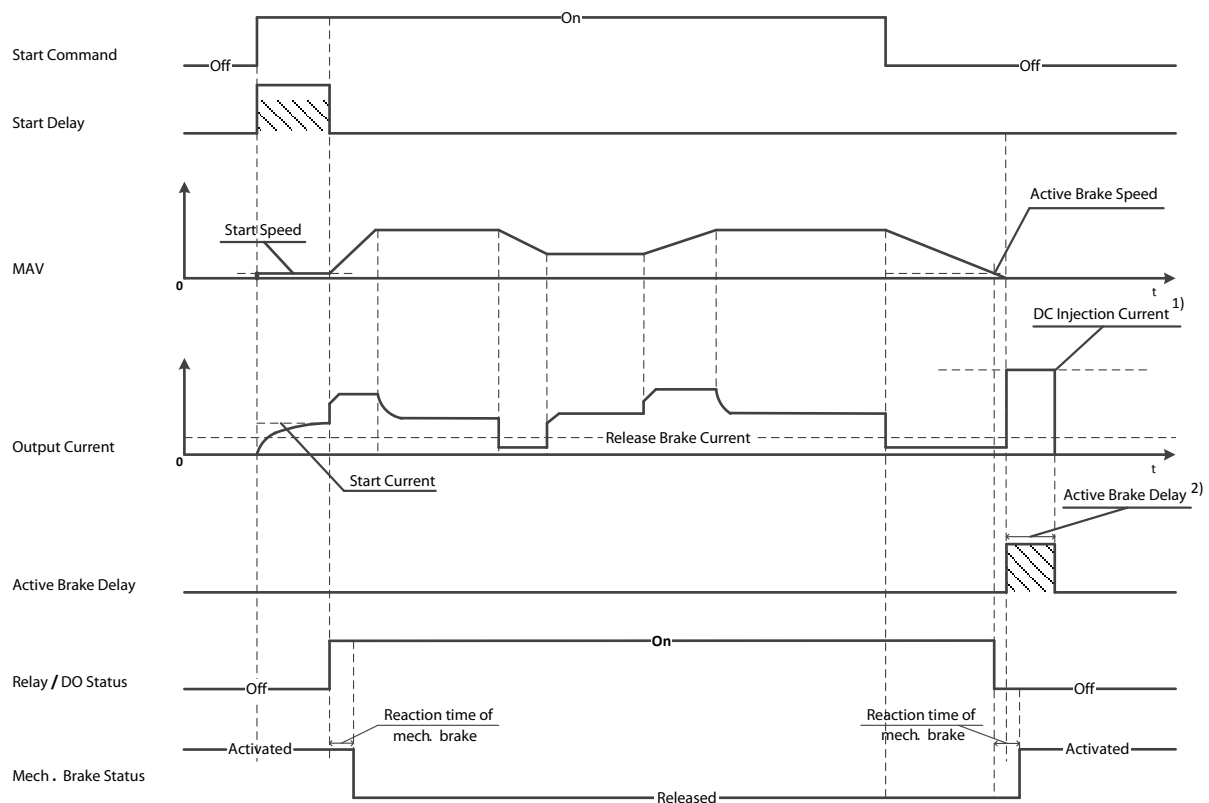 On
Start Command
Off
Off
Start Delay
Active Brake Speed
Start Speed
MAV
0
t
DC Injection Current 1)
Release Brake Current
Output Current
0
t
Start Current
Active Brake Delay 2)
Active Brake Delay
On
Relay / DO Status
Off
Off
Reaction time of
mech. brake
Reaction time of
mech. brake
Activated
Activated
Mech. Brake Status
Released